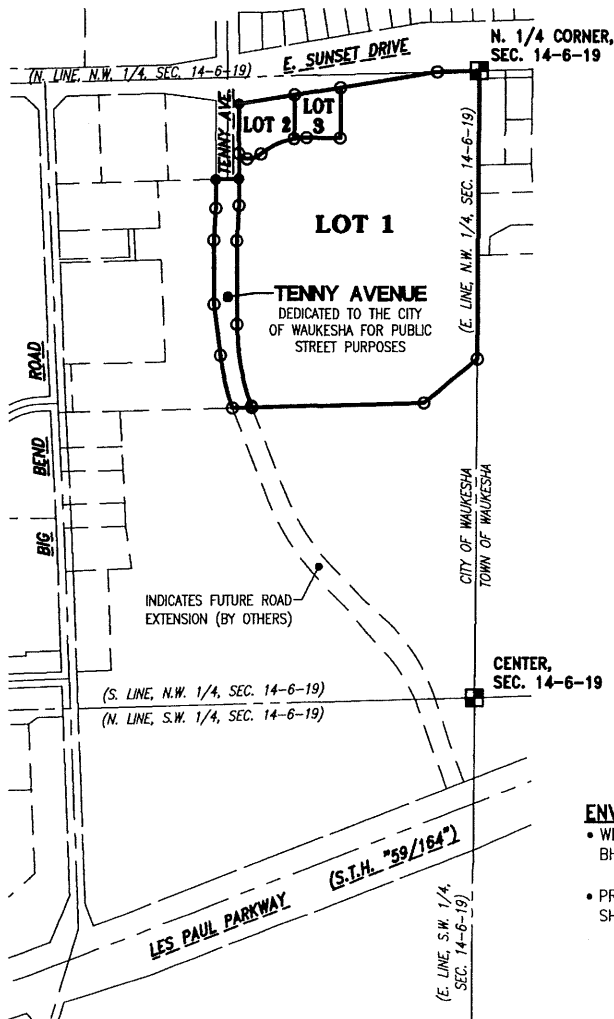 N. 1/4 CORNER,
SEC. 14-6-19
E. SUNSET DRIVE
(N. LINE, N.W. 1/4, SEC. 14-6-19)
TENNY AVE.
LOT 2
LOT
3
LOT 1
(E. LINE, N.W. 1/4, SEC. 14-6-19)
TENNY AVENUE
DEDICATED TO THE CITY
OF WAUKESHA FOR PUBLIC
STREET PURPOSES
BIG BEND ROAD
CITY OF WAUKESHA
TOWN OF WAUKESHA
INDICATES FUTURE ROAD
EXTENSION (BY OTHERS)
CENTER,
SEC. 14-6-19
(S. LINE, N.W. 1/4, SEC. 14-6-19)
(N. LINE, S.W. 1/4, SEC. 14-6-19)
LES PAUL PARKWAY (S.T.H. "59/164")
(E. LINE, S.W. 1/4,
SEC. 14-6-19)
• PR
SH